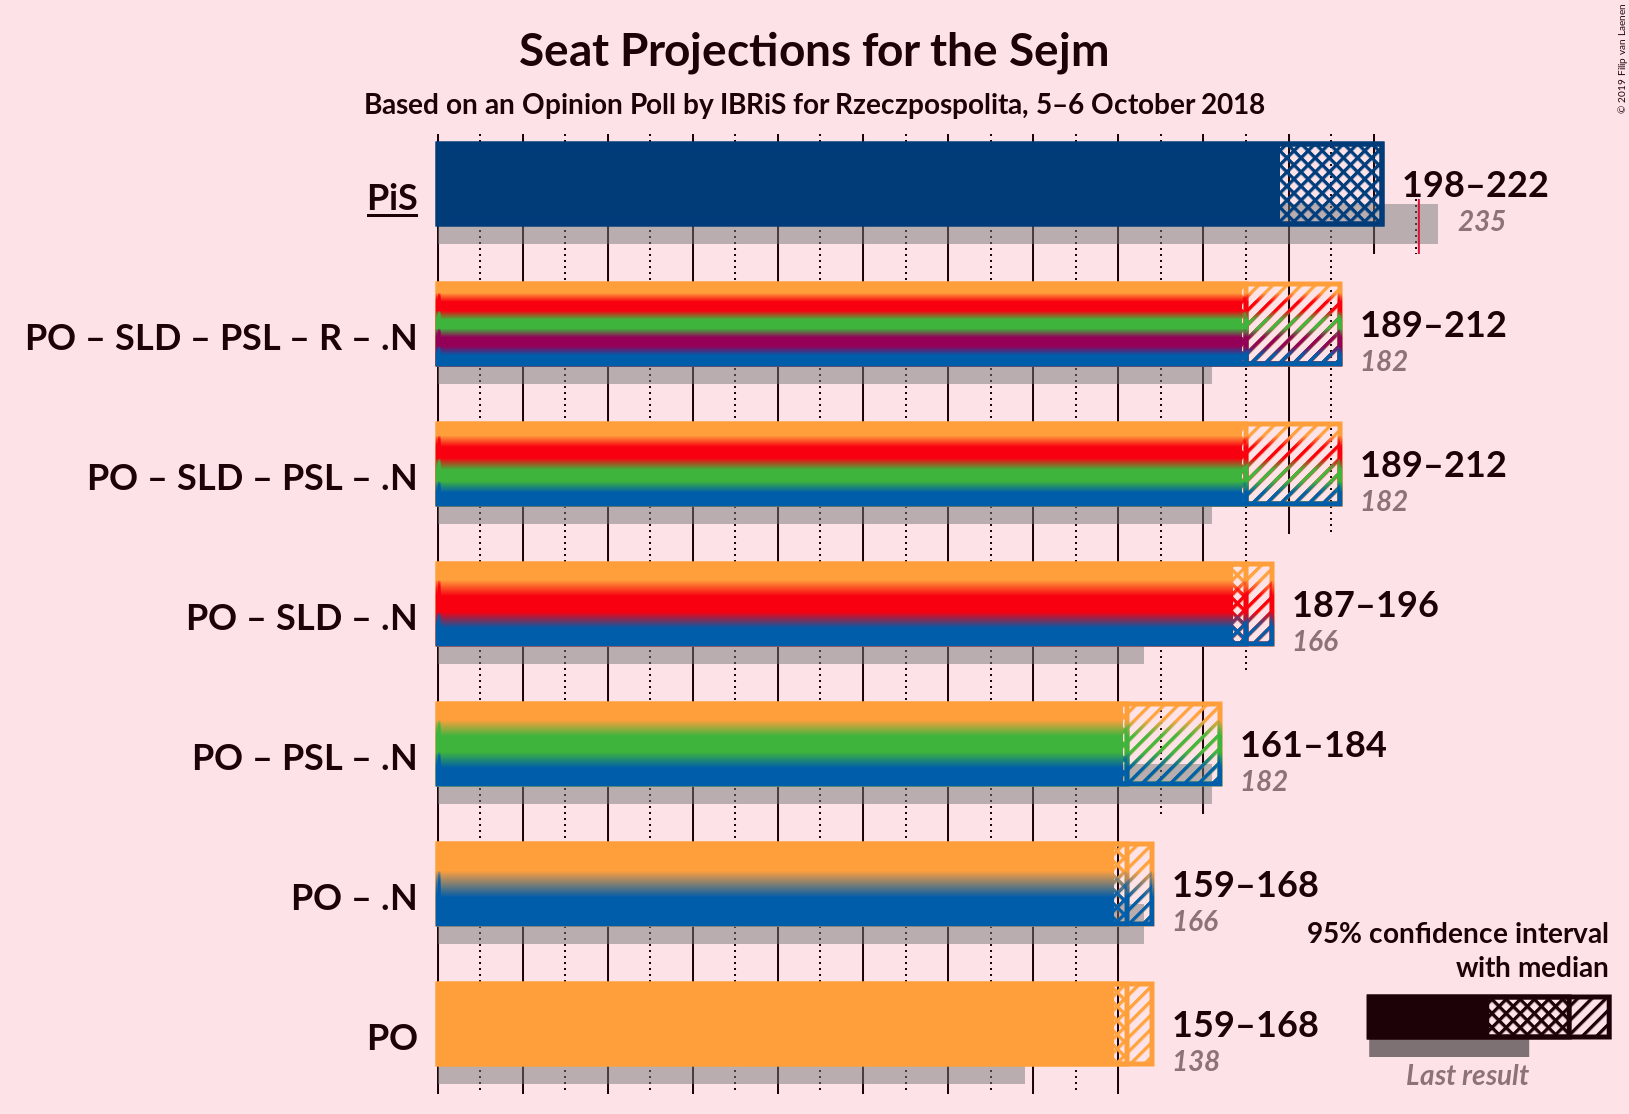 Seat Projections for the Sejm
Based on an Opinion Poll by IBRiS for Rzeczpospolita, 5–6 October 2018
© 2019 Filip van Laenen
PiS
198–222
235
PO – SLD – PSL – R – .N
189–212
182
PO – SLD – PSL – .N
189–212
182
PO – SLD – .N
187–196
166
PO – PSL – .N
161–184
182
PO – .N
159–168
166
PO
159–168
138
95% confidence interval
with median
Last result